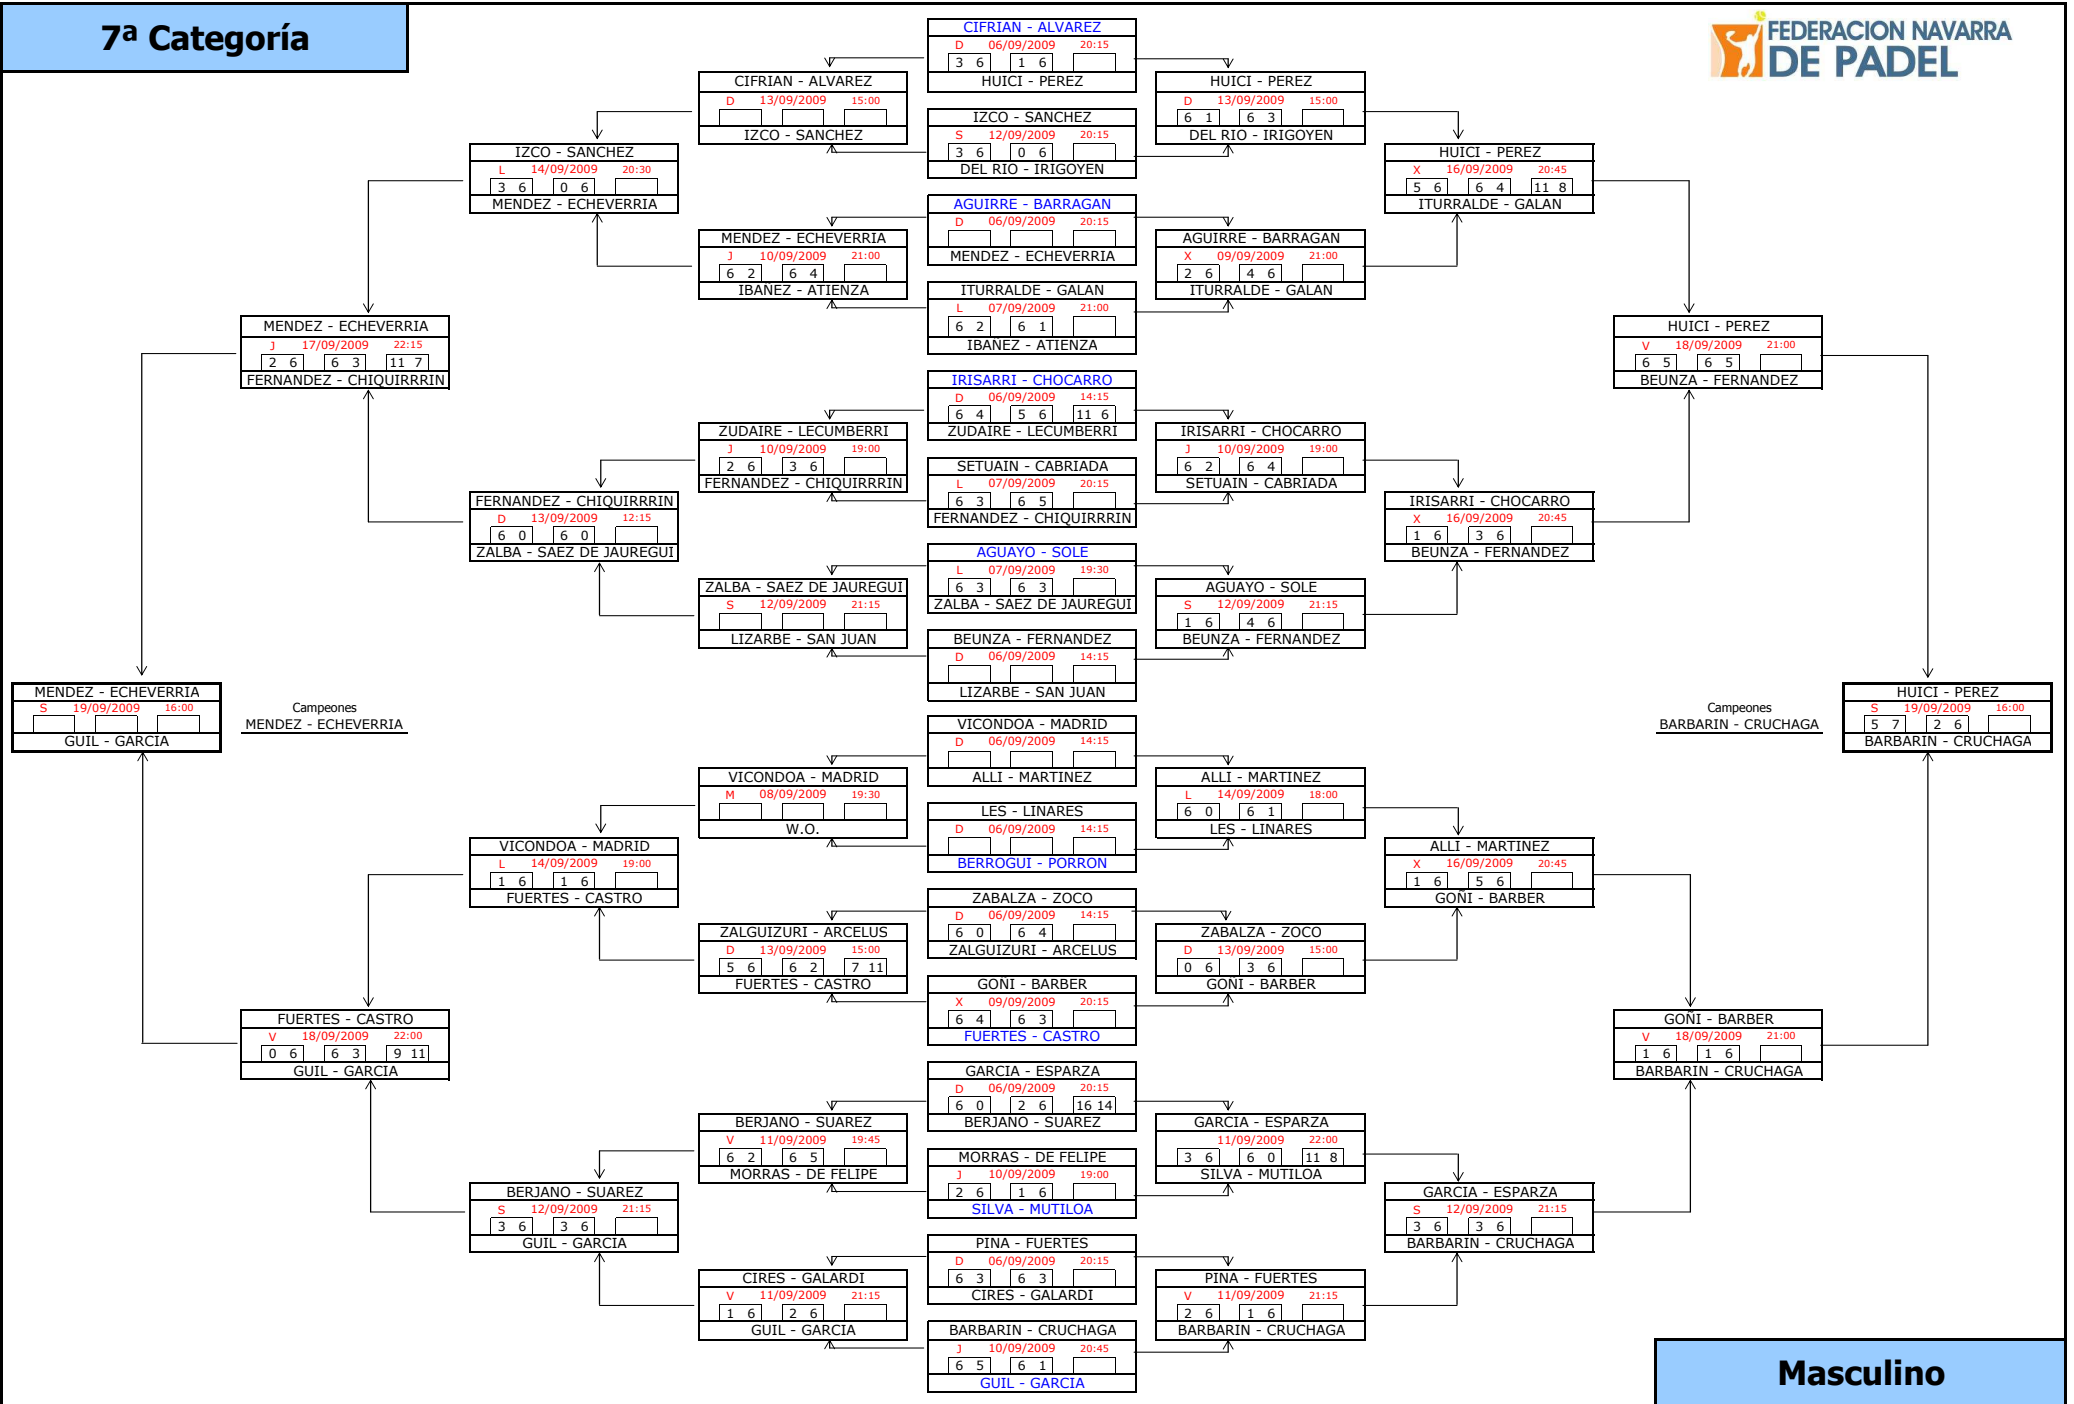 7ª Categoría
FEDERACION NAVARRA
DE PADEL
MENDEZ - ECHEVERRIA
S 19/09/2009 16:00
GUIL - GARCIA
Campeones
MENDEZ - ECHEVERRIA
MENDEZ - ECHEVERRIA
J 17/09/2009 22:15
2 6 6 3 11 7
FERNANDEZ - CHIQUIRRRIN
FUERTES - CASTRO
V 18/09/2009 22:00
0 6 6 3 9 11
GUIL - GARCIA
IZCO - SANCHEZ
L 14/09/2009 20:30
3 6 0 6
MENDEZ - ECHEVERRIA
FERNANDEZ - CHIQUIRRRIN
D 13/09/2009 12:15
6 0 6 0
ZALBA - SAEZ DE JAUREGUI
VICONDOA - MADRID
L 14/09/2009 19:00
1 6 1 6
FUERTES - CASTRO
BERJANO - SUAREZ
S 12/09/2009 21:15
3 6 3 6
GUIL - GARCIA
CIFRIAN - ALVAREZ
D 13/09/2009 15:00
IZCO - SANCHEZ
MENDEZ - ECHEVERRIA
J 10/09/2009 21:00
6 2 6 4
IBAÑEZ - ATIENZA
ZUDAIRE - LECUMBERRI
J 10/09/2009 19:00
2 6 3 6
FERNANDEZ - CHIQUIRRRIN
ZALBA - SAEZ DE JAUREGUI
S 12/09/2009 21:15
LIZARBE - SAN JUAN
VICONDOA - MADRID
M 08/09/2009 19:30
W.O.
ZALGUIZURI - ARCELUS
D 13/09/2009 15:00
5 6 6 2 7 11
FUERTES - CASTRO
BERJANO - SUAREZ
V 11/09/2009 19:45
6 2 6 5
MORRAS - DE FELIPE
CIRES - GALARDI
V 11/09/2009 21:15
1 6 2 6
GUIL - GARCIA
CIFRIAN - ALVAREZ
D 06/09/2009 20:15
3 6 1 6
HUICI - PEREZ
IZCO - SANCHEZ
S 12/09/2009 20:15
3 6 0 6
DEL RIO - IRIGOYEN
AGUIRRE - BARRAGAN
D 06/09/2009 20:15
MENDEZ - ECHEVERRIA
ITURRALDE - GALAN
L 07/09/2009 21:00
6 2 6 1
IBAÑEZ - ATIENZA
IRISARRI - CHOCARRO
D 06/09/2009 14:15
6 4 5 6 11 6
ZUDAIRE - LECUMBERRI
SETUAIN - CABRIADA
L 07/09/2009 20:15
6 3 6 5
FERNANDEZ - CHIQUIRRRIN
AGUAYO - SOLE
L 07/09/2009 19:30
6 3 6 3
ZALBA - SAEZ DE JAUREGUI
BEUNZA - FERNANDEZ
D 06/09/2009 14:15
LIZARBE - SAN JUAN
VICONDOA - MADRID
D 06/09/2009 14:15
ALLI - MARTINEZ
LES - LINARES
D 06/09/2009 14:15
BERROGUI - PORRON
ZABALZA - ZOCO
D 06/09/2009 14:15
6 0 6 4
ZALGUIZURI - ARCELUS
GOÑI - BARBER
X 09/09/2009 20:15
6 4 6 3
FUERTES - CASTRO
GARCIA - ESPARZA
D 06/09/2009 20:15
6 0 2 6 16 14
BERJANO - SUAREZ
MORRAS - DE FELIPE
J 10/09/2009 19:00
2 6 1 6
SILVA - MUTILOA
PINA - FUERTES
D 06/09/2009 20:15
6 3 6 3
CIRES - GALARDI
BARBARIN - CRUCHAGA
J 10/09/2009 20:45
6 5 6 1
GUIL - GARCIA
HUICI - PEREZ
D 13/09/2009 15:00
6 1 6 3
DEL RIO - IRIGOYEN
AGUIRRE - BARRAGAN
X 09/09/2009 21:00
2 6 4 6
ITURRALDE - GALAN
IRISARRI - CHOCARRO
J 10/09/2009 19:00
6 2 6 4
SETUAIN - CABRIADA
AGUAYO - SOLE
S 12/09/2009 21:15
1 6 4 6
BEUNZA - FERNANDEZ
ALLI - MARTINEZ
L 14/09/2009 18:00
6 0 6 1
LES - LINARES
ZABALZA - ZOCO
D 13/09/2009 15:00
0 6 3 6
GOÑI - BARBER
GARCIA - ESPARZA
11/09/2009 22:00
3 6 6 0 11 8
SILVA - MUTILOA
PINA - FUERTES
V 11/09/2009 21:15
2 6 1 6
BARBARIN - CRUCHAGA
HUICI - PEREZ
X 16/09/2009 20:45
5 6 6 4 11 8
ITURRALDE - GALAN
IRISARRI - CHOCARRO
X 16/09/2009 20:45
1 6 3 6
BEUNZA - FERNANDEZ
ALLI - MARTINEZ
X 16/09/2009 20:45
1 6 5 6
GOÑI - BARBER
GARCIA - ESPARZA
S 12/09/2009 21:15
3 6 3 6
BARBARIN - CRUCHAGA
HUICI - PEREZ
V 18/09/2009 21:00
6 5 6 5
BEUNZA - FERNANDEZ
GOÑI - BARBER
V 18/09/2009 21:00
1 6 1 6
BARBARIN - CRUCHAGA
Campeones
BARBARIN - CRUCHAGA
HUICI - PEREZ
S 19/09/2009 16:00
5 7 2 6
BARBARIN - CRUCHAGA
Masculino